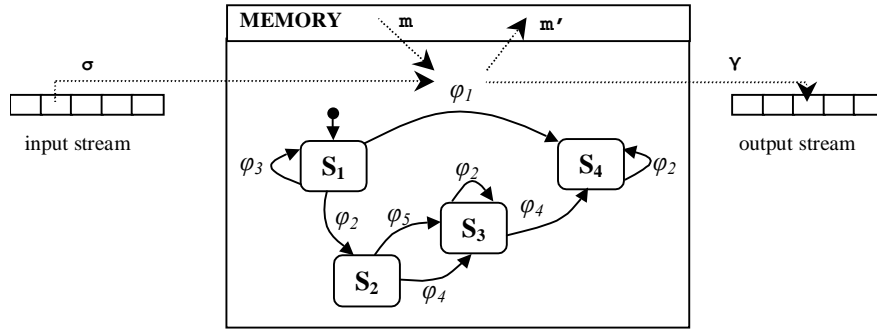 MEMORY m m’
σ γ
input stream output stream
φ1
φ3 S1 S4 φ2
φ2
φ2 φ5 S3 φ4
S2 φ4